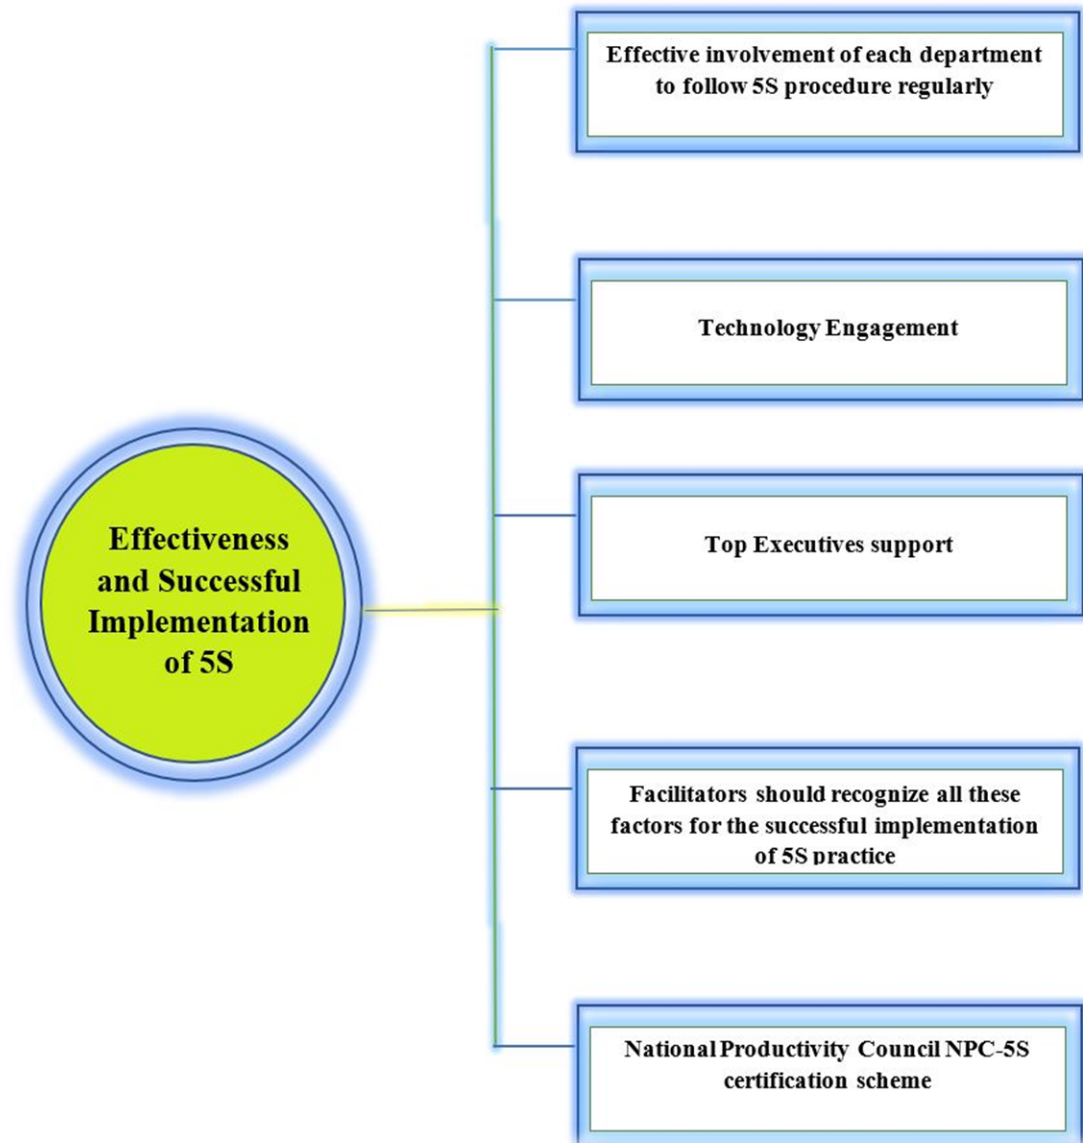 Effective involvement of each department
to follow 5S procedure regularly
Technology Engagement
Effectiveness
and Successful
Implementation
of 5S
Top Executives support
Facilitators should recognize all these
factors for the successful implementation
of 5S practice
National Productivity Council NPC-5S
certification scheme